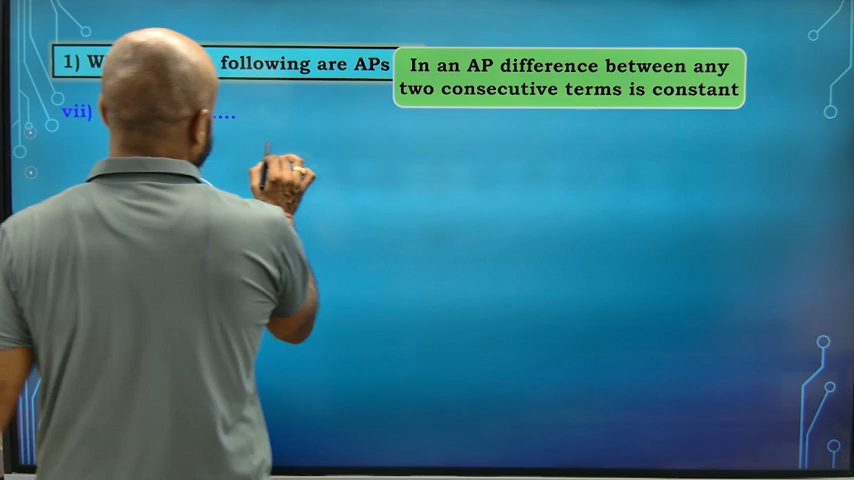 1) W following are APs
In an AP difference between any
two consecutive terms is constant
vii) ....